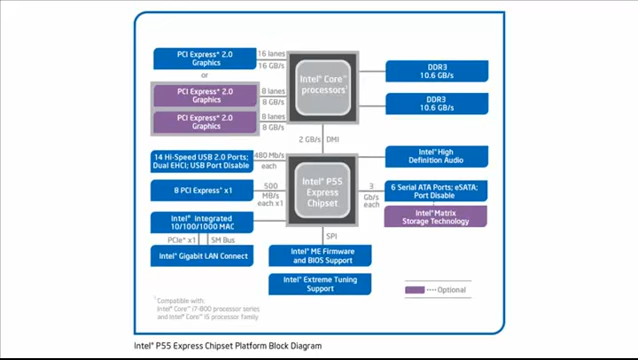 PCI Express* 2.0
Graphics
16 lanes
16 GB/s
or
PCI Express* 2.0
Graphics
8 lanes
8 GB/s
PCI Express* 2.0
Graphics
8 lanes
8 GB/s
Intel® Core™
processors¹
DDR3
10.6 GB/s
DDR3
10.6 GB/s
2 GB/s
DMI
14 Hi-Speed USB 2.0 Ports;
Dual EHCI; USB Port Disable
480 Mb/s
each
8 PCI Express* x1
500
MB/s
each x1
Intel® Integrated
10/100/1000 MAC
PCIe* x1
SM Bus
Intel® Gigabit LAN Connect
Intel® P55
Express
Chipset
Intel® High
Definition Audio
3
Gb/s
each
6 Serial ATA Ports; eSATA;
Port Disable
Intel® Matrix
Storage Technology
SPI
Intel® ME Firmware
and BIOS Support
Intel® Extreme Tuning
Support
Optional
¹ Compatible with:
Intel® Core™ i7-800 processor series
and Intel® Core™ i5 processor family
Intel® P55 Express Chipset Platform Block Diagram